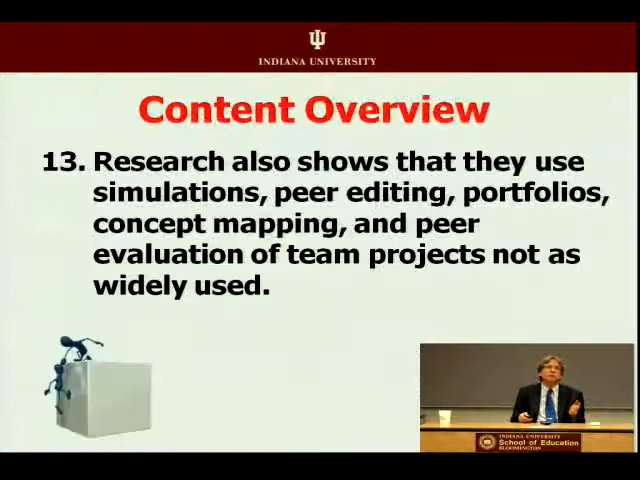 INDIANA UNIVERSITY
Content Overview
13. Research also shows that they use
simulations, peer editing, portfolios,
concept mapping, and peer
evaluation of team projects not as
widely used.
INDIANA UNIVERSITY
School of Education
BLOOMINGTON